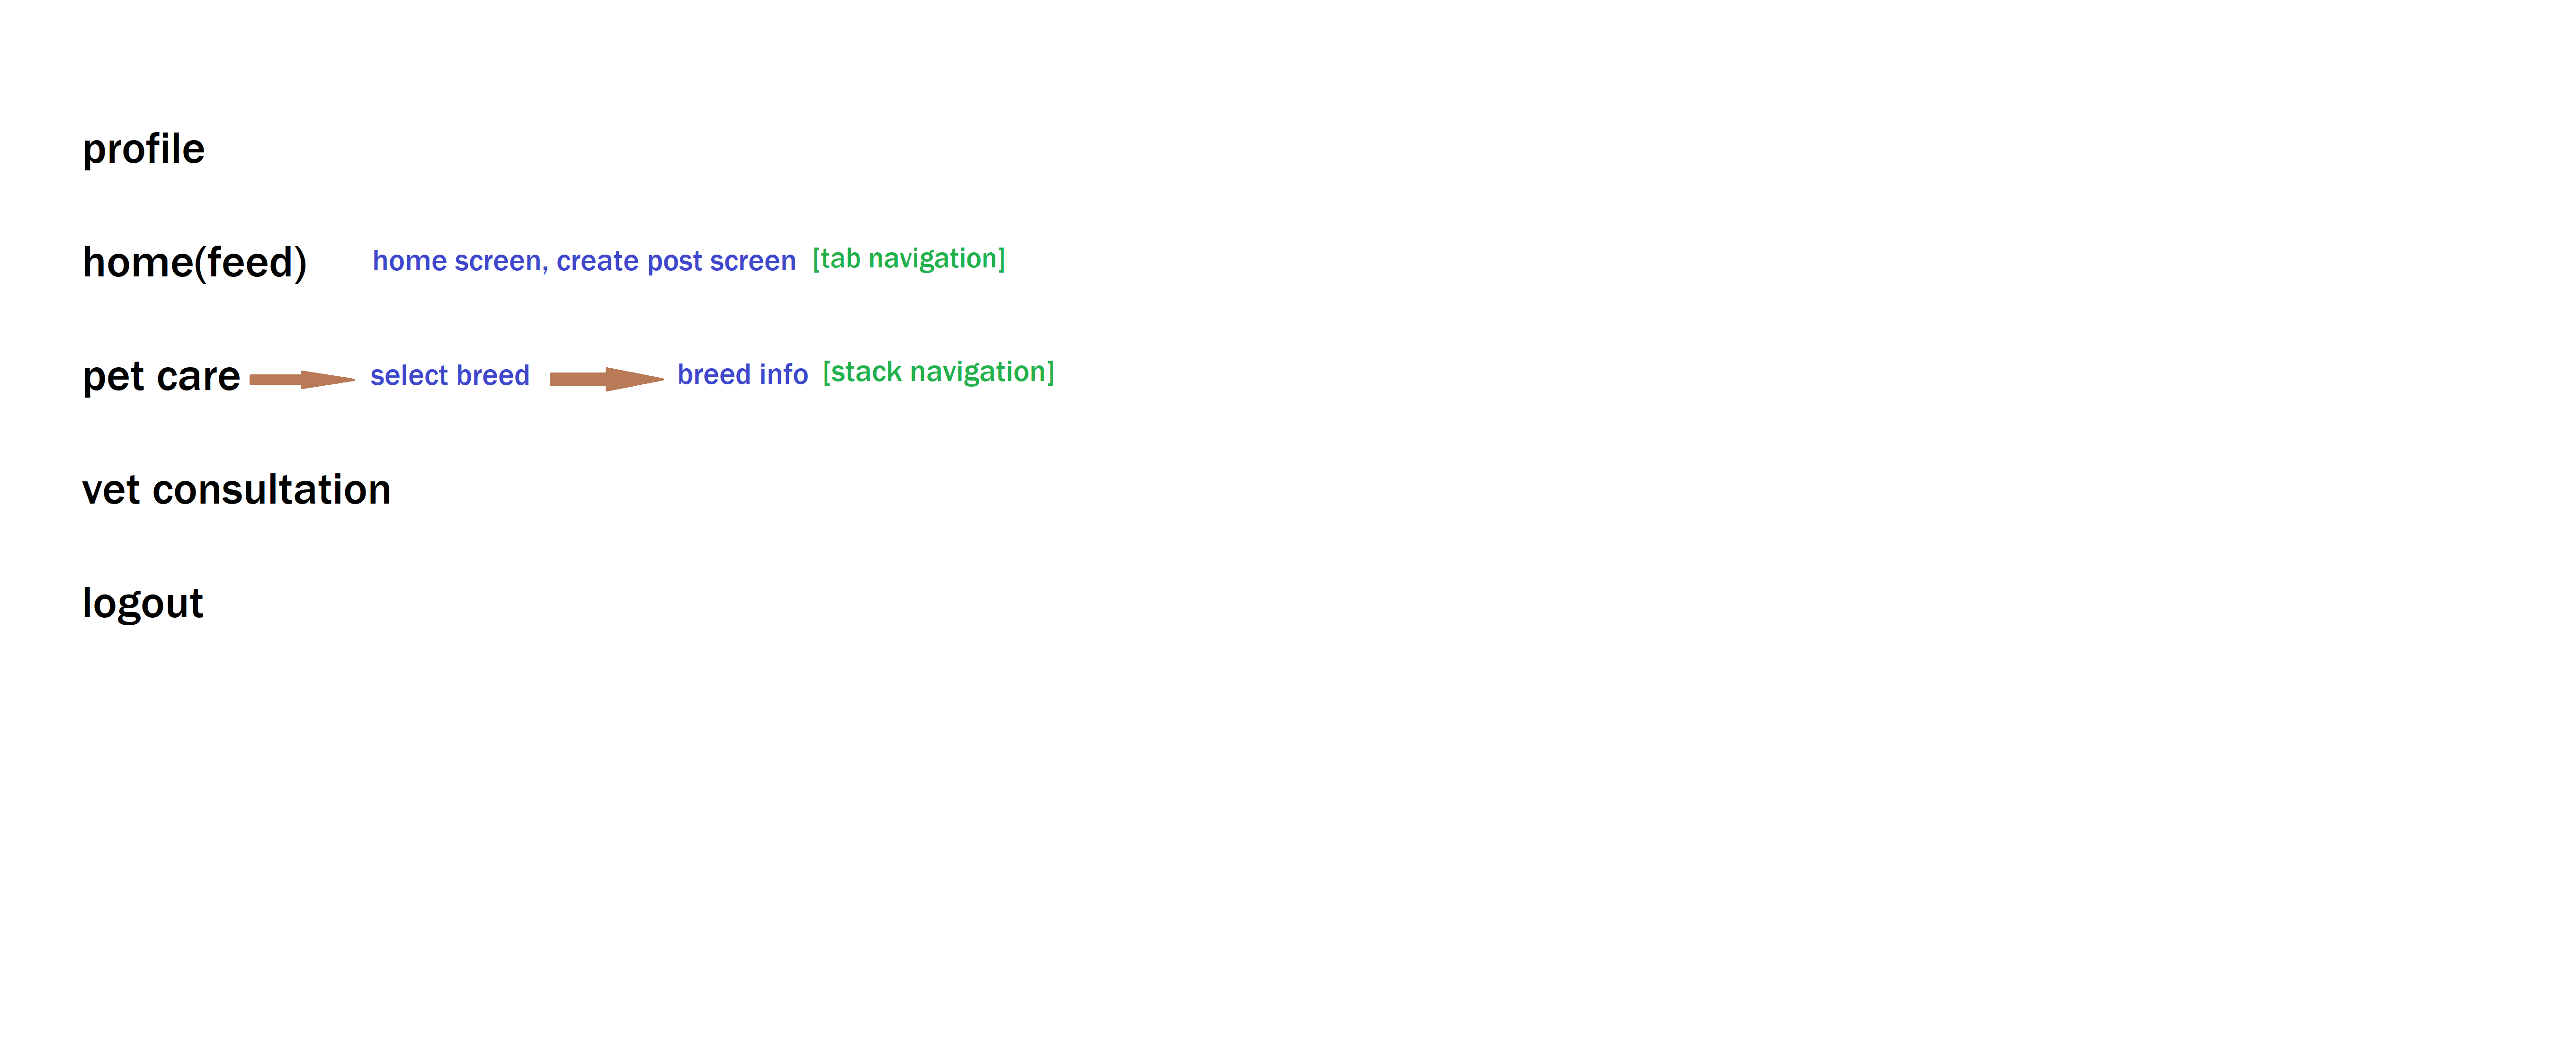 profile
home(feed) home screen, create post screen [tab navigation]
pet care select breed breed info [stack navigation]
vet consultation
logout